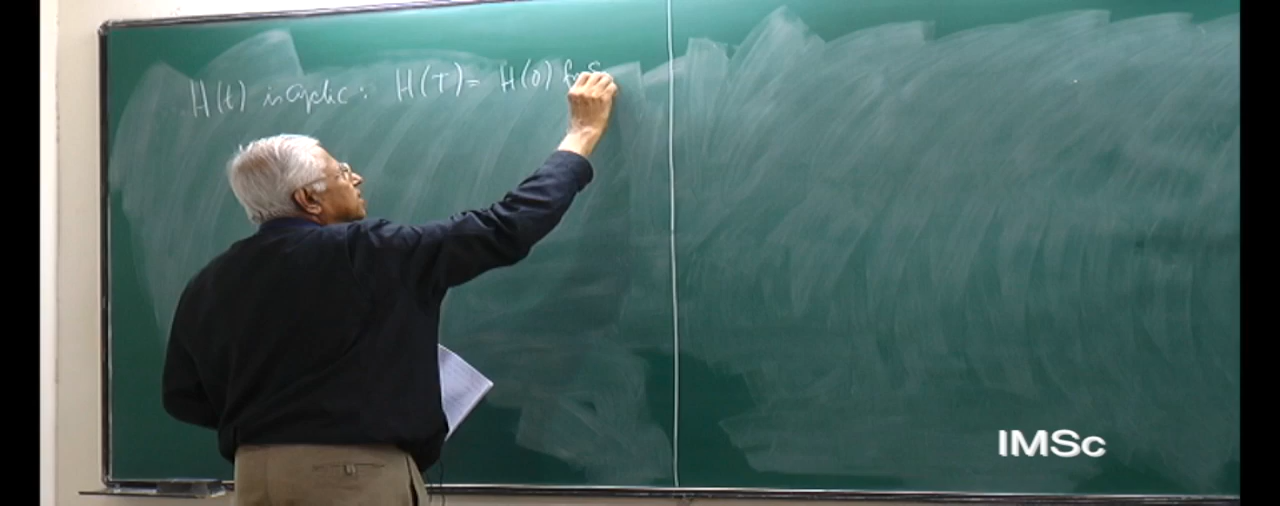 H(t) is cyclic : H(T) = H(0) for
IMSc